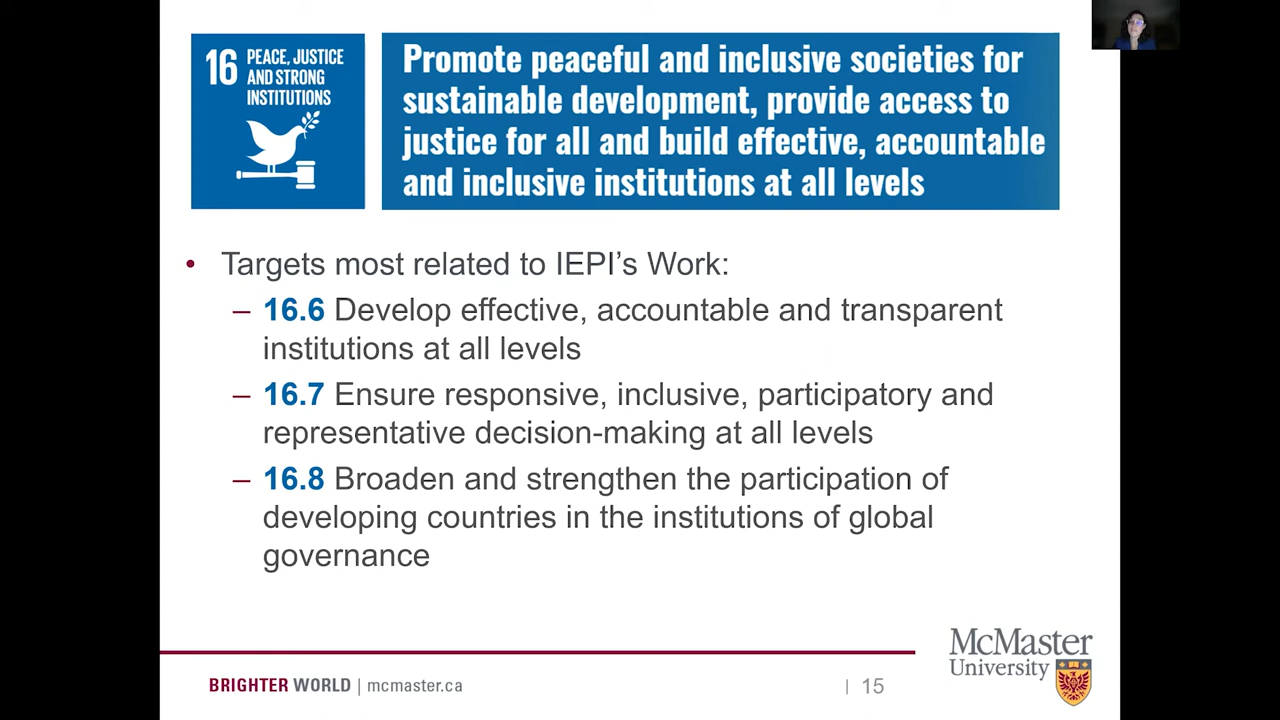 16 PEACE, JUSTICE
AND STRONG
INSTITUTIONS
Promote peaceful and inclusive societies for
sustainable development, provide access to
justice for all and build effective, accountable
and inclusive institutions at all levels
• Targets most related to IEPI’s Work:
– 16.6 Develop effective, accountable and transparent
institutions at all levels
– 16.7 Ensure responsive, inclusive, participatory and
representative decision-making at all levels
– 16.8 Broaden and strengthen the participation of
developing countries in the institutions of global
governance
BRIGHTER WORLD | mcmaster.ca
| 15
McMaster
University